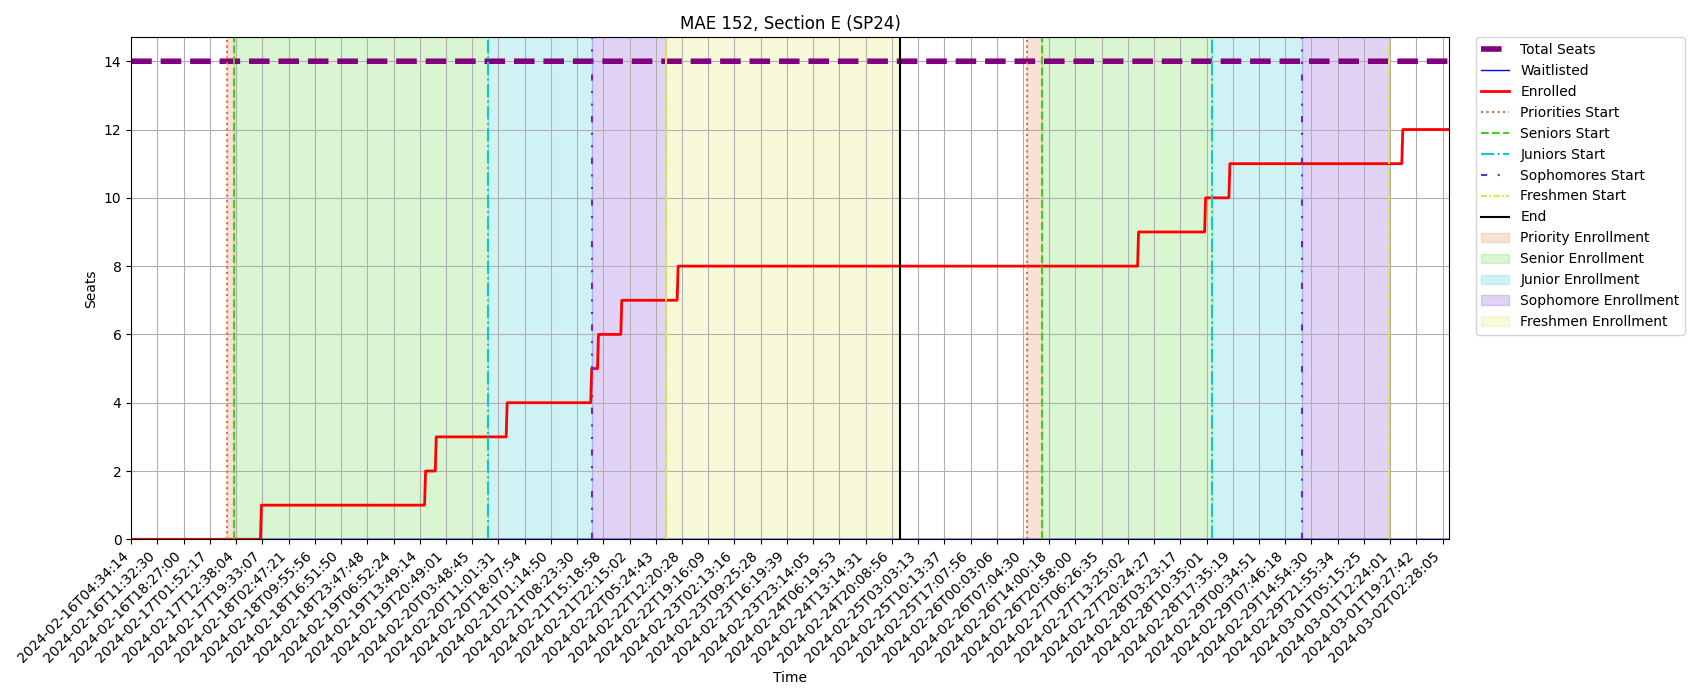 MAE 152, Section E (SP24)
Seats
14
12
10
8
6
4
2
0
2024-02-16T04:34:14
2024-02-16T11:32:30
2024-02-16T18:27:00
2024-02-17T01:52:17
2024-02-17T12:38:04
2024-02-17T19:33:07
2024-02-18T02:47:21
2024-02-18T09:55:56
2024-02-18T16:51:50
2024-02-18T23:47:48
2024-02-19T06:52:24
2024-02-19T13:49:14
2024-02-19T20:49:01
2024-02-20T03:48:45
2024-02-20T11:01:31
2024-02-20T18:07:54
2024-02-21T01:14:50
2024-02-21T08:23:30
2024-02-21T15:18:58
2024-02-21T22:15:02
2024-02-22T05:24:43
2024-02-22T12:20:28
2024-02-22T19:16:09
2024-02-23T02:13:16
2024-02-23T09:25:28
2024-02-23T16:19:39
2024-02-23T23:14:05
2024-02-24T06:19:53
2024-02-24T13:14:31
2024-02-24T20:08:56
2024-02-25T03:03:13
2024-02-25T10:13:37
2024-02-25T17:07:56
2024-02-26T00:03:06
2024-02-26T07:04:30
2024-02-26T14:00:18
2024-02-26T20:58:00
2024-02-27T06:26:35
2024-02-27T13:25:02
2024-02-27T20:24:27
2024-02-28T03:23:17
2024-02-28T10:35:01
2024-02-28T17:35:19
2024-02-29T00:34:51
2024-02-29T07:46:18
2024-02-29T14:54:30
2024-02-29T21:55:34
2024-03-01T05:15:25
2024-03-01T12:24:01
2024-03-01T19:27:42
2024-03-02T02:28:05
Time
Total Seats
Waitlisted
Enrolled
Priorities Start
Seniors Start
Juniors Start
Sophomores Start
Freshmen Start
End
Priority Enrollment
Senior Enrollment
Junior Enrollment
Sophomore Enrollment
Freshmen Enrollment